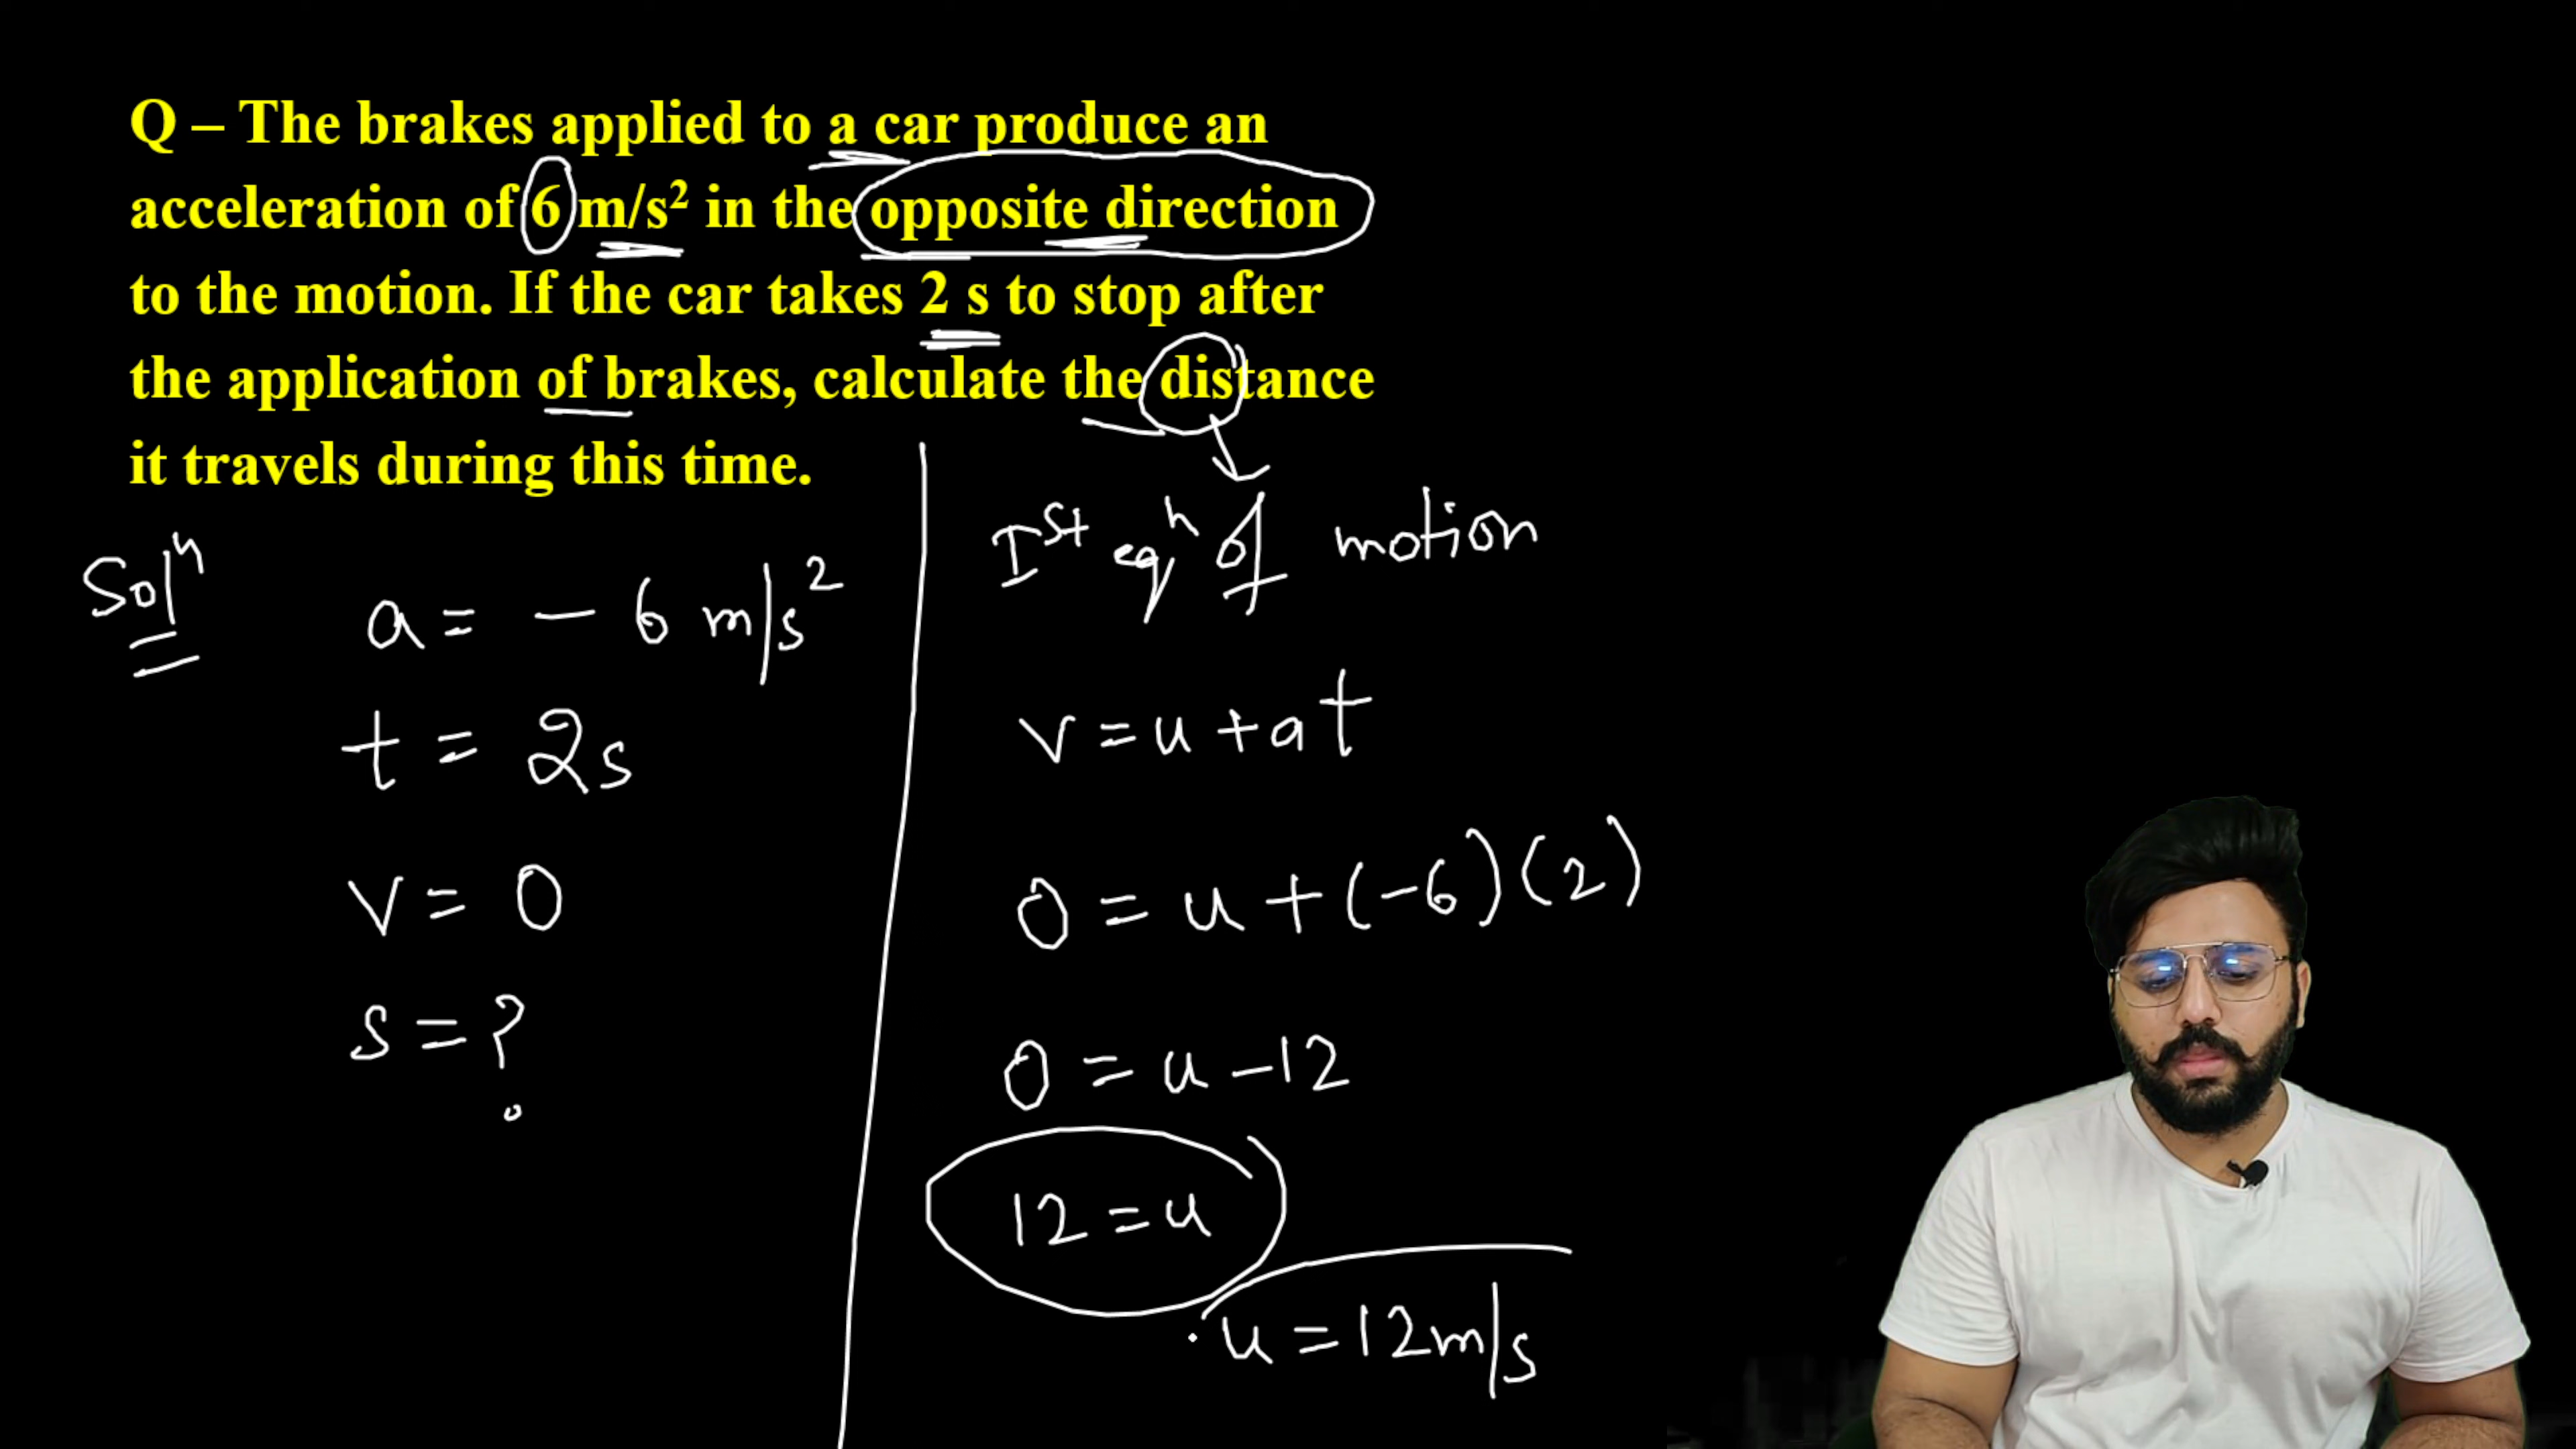 Q – The brakes applied to a car produce an
acceleration of 6 m/s² in the opposite direction
to the motion. If the car takes 2 s to stop after
the application of brakes, calculate the distance
it travels during this time.
Solⁿ
a = - 6 m/s²
t = 2s
v = 0
s = ?
Iˢᵗ eqⁿ of motion
v = u + at
0 = u + (-6)(2)
0 = u - 12
12 = u
u = 12 m/s